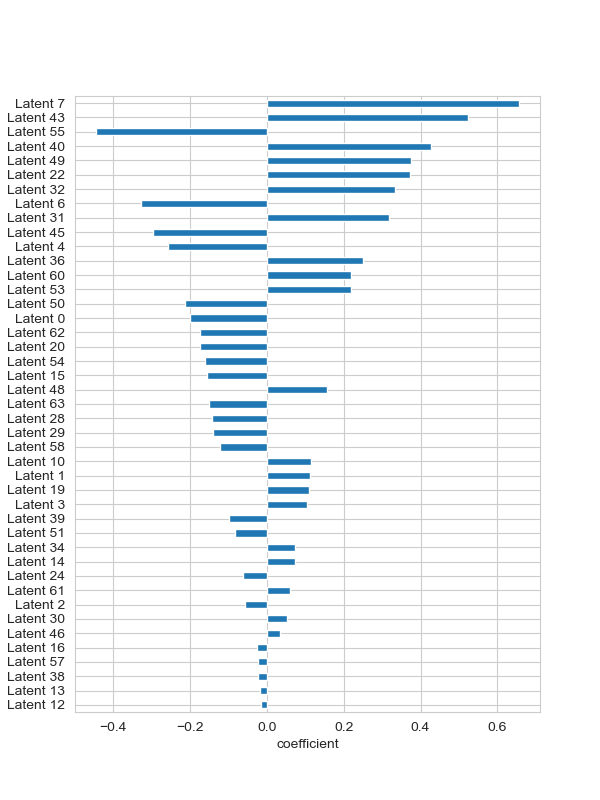 Latent 7
Latent 43
Latent 55
Latent 40
Latent 49
Latent 22
Latent 32
Latent 6
Latent 31
Latent 45
Latent 4
Latent 36
Latent 60
Latent 53
Latent 50
Latent 0
Latent 62
Latent 20
Latent 54
Latent 15
Latent 48
Latent 63
Latent 28
Latent 29
Latent 58
Latent 10
Latent 1
Latent 19
Latent 3
Latent 39
Latent 51
Latent 34
Latent 14
Latent 24
Latent 61
Latent 2
Latent 30
Latent 46
Latent 16
Latent 57
Latent 38
Latent 13
Latent 12
−0.4 −0.2 0.0 0.2 0.4 0.6
coefficient